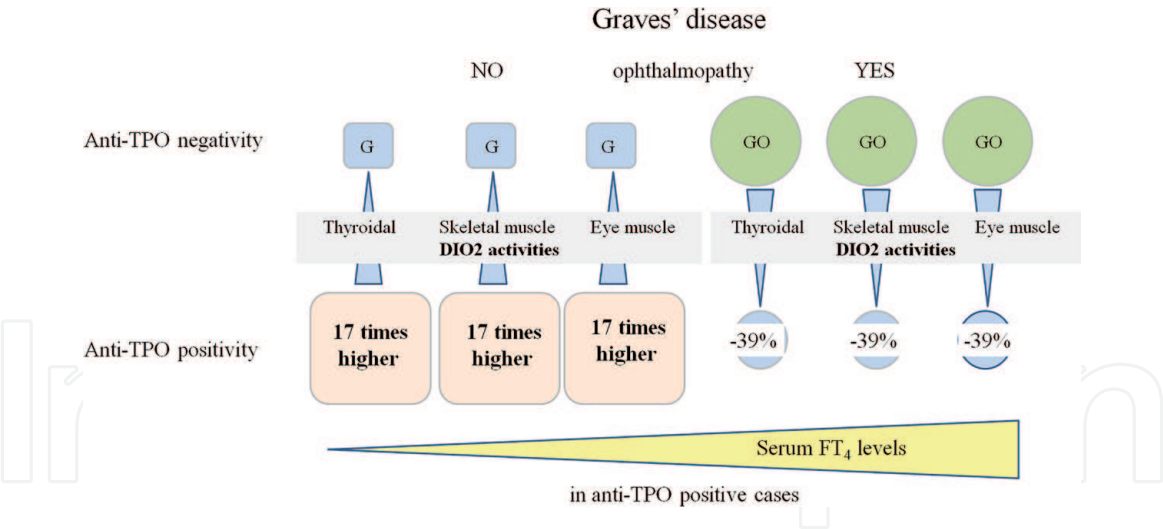 Graves' disease
NO ophthalmopathy YES
Anti-TPO negativity G G G GO GO GO
Thyroidal Skeletal muscle Eye muscle Thyroidal Skeletal muscle Eye muscle
DIO2 activities DIO2 activities
Anti-TPO positivity
17 times
higher
17 times
higher
17 times
higher
-39% -39% -39%
Serum FT₄ levels
in anti-TPO positive cases